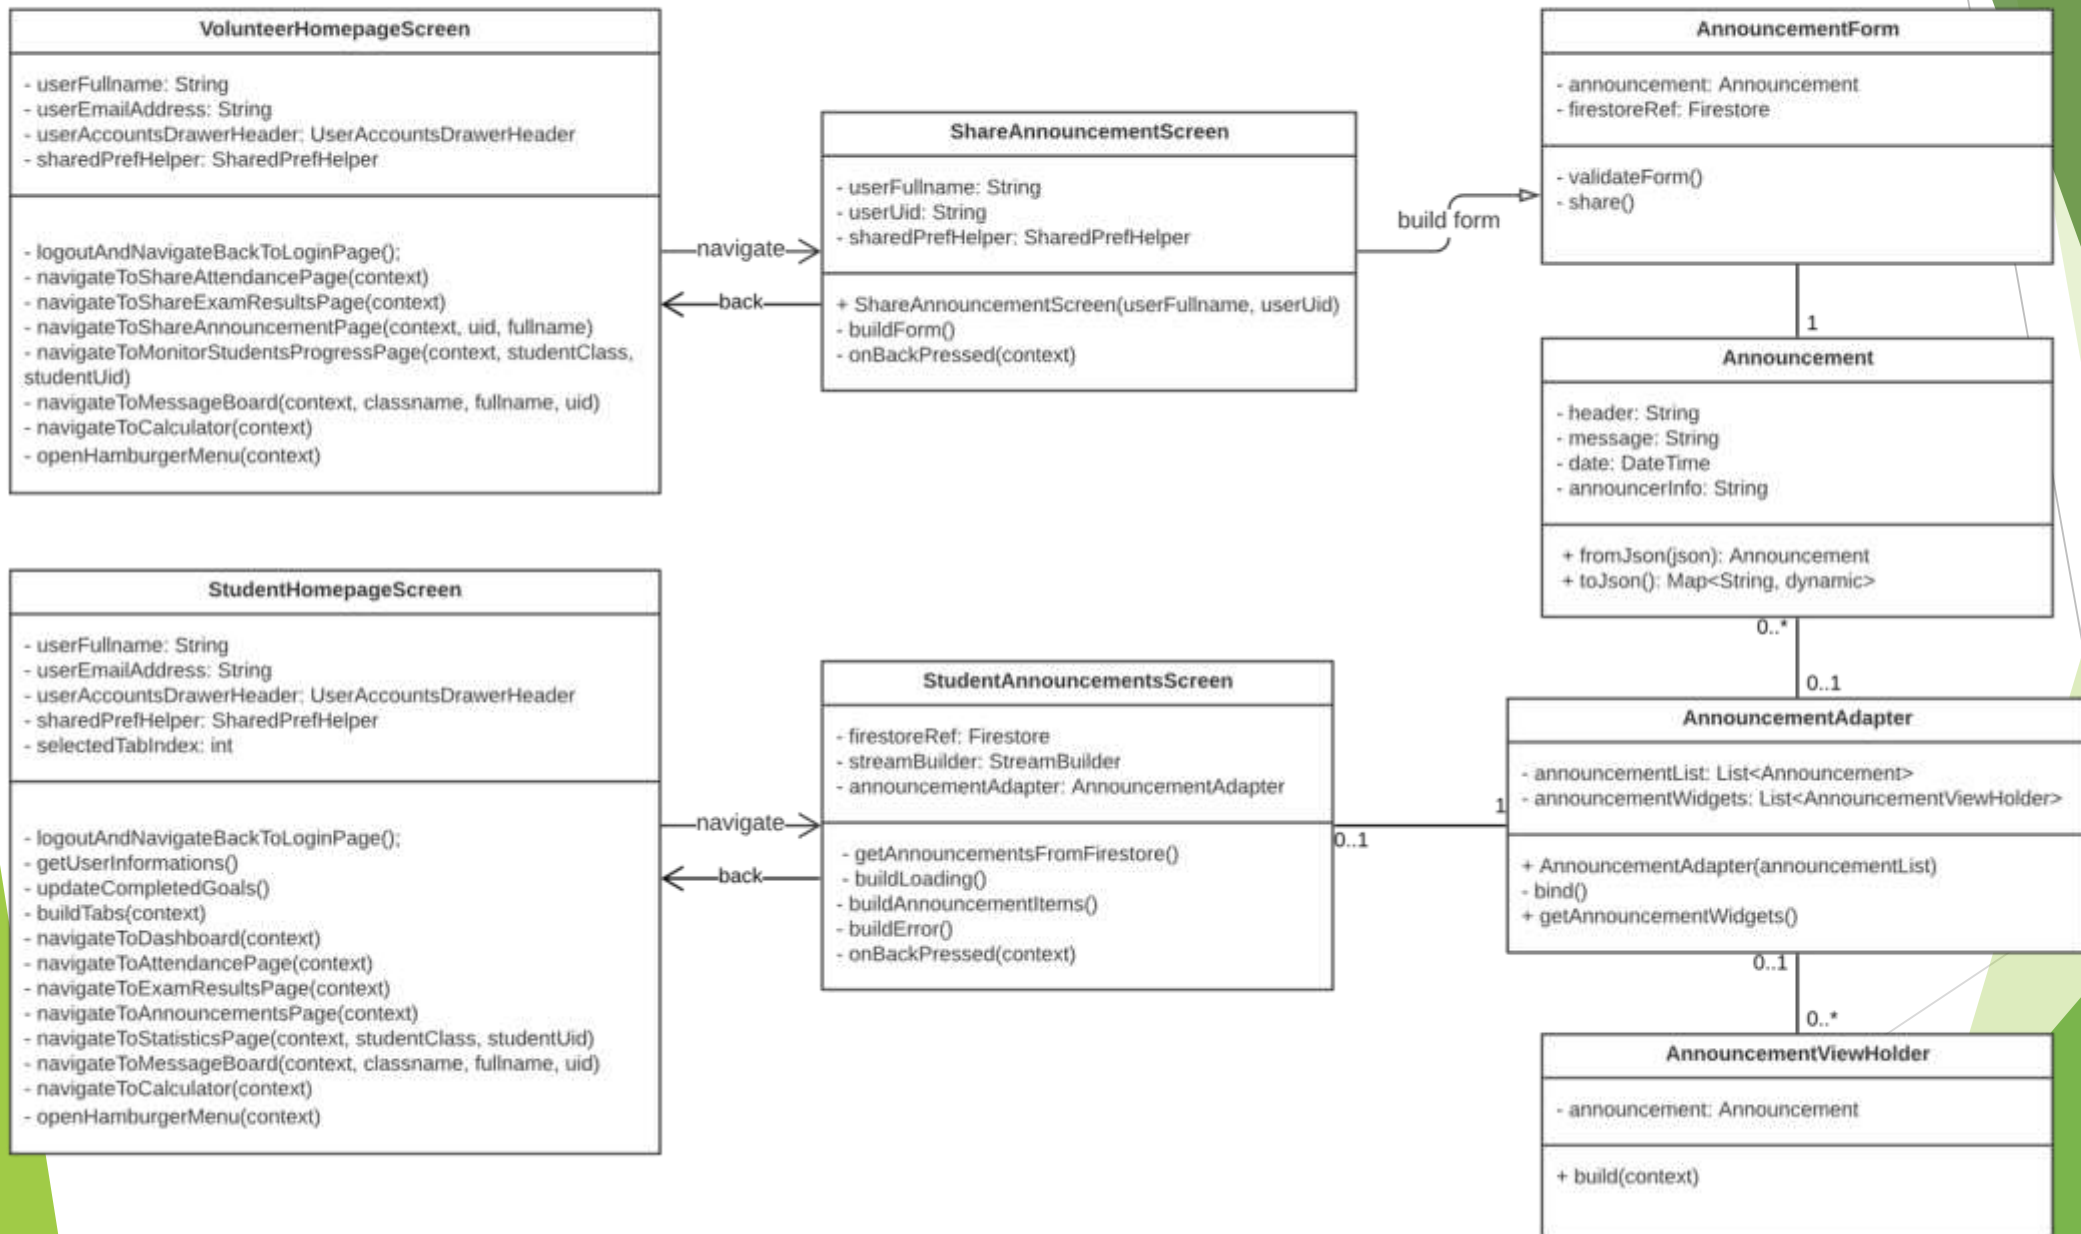 VolunteerHomepageScreen
- userFullname: String
- userEmailAddress: String
- userAccountsDrawerHeader: UserAccountsDrawerHeader
- sharedPrefHelper: SharedPrefHelper
- logoutAndNavigateBackToLoginPage();
- navigateToShareAttendancePage(context)
- navigateToShareExamResultsPage(context)
- navigateToShareAnnouncementPage(context, uid, fullname)
- navigateToMonitorStudentsProgressPage(context, studentClass,
studentUid)
- navigateToMessageBoard(context, classname, fullname, uid)
- navigateToCalculator(context)
- openHamburgerMenu(context)
navigate
back
ShareAnnouncementScreen
- userFullname: String
- userUid: String
- sharedPrefHelper: SharedPrefHelper
+ ShareAnnouncementScreen(userFullname, userUid)
- buildForm()
- onBackPressed(context)
build form
AnnouncementForm
- announcement: Announcement
- firestoreRef: Firestore
- validateForm()
- share()
1
Announcement
- header: String
- message: String
- date: DateTime
- announcerInfo: String
+ fromJson(json): Announcement
+ toJson(): Map<String, dynamic>
0..*
0..1
StudentHomepageScreen
- userFullname: String
- userEmailAddress: String
- userAccountsDrawerHeader: UserAccountsDrawerHeader
- sharedPrefHelper: SharedPrefHelper
- selectedTabIndex: int
- logoutAndNavigateBackToLoginPage();
- getUserInformations()
- updateCompletedGoals()
- buildTabs(context)
- navigateToDashboard(context)
- navigateToAttendancePage(context)
- navigateToExamResultsPage(context)
- navigateToAnnouncementsPage(context)
- navigateToStatisticsPage(context, studentClass, studentUid)
- navigateToMessageBoard(context, classname, fullname, uid)
- navigateToCalculator(context)
- openHamburgerMenu(context)
navigate
back
StudentAnnouncementsScreen
- firestoreRef: Firestore
- streamBuilder: StreamBuilder
- announcementAdapter: AnnouncementAdapter
- getAnnouncementsFromFirestore()
- buildLoading()
- buildAnnouncementItems()
- buildError()
- onBackPressed(context)
0..1
1
AnnouncementAdapter
- announcementList: List<Announcement>
- announcementWidgets: List<AnnouncementViewHolder>
+ AnnouncementAdapter(announcementList)
- bind()
+ getAnnouncementWidgets()
0..1
0..*
AnnouncementViewHolder
- announcement: Announcement
+ build(context)